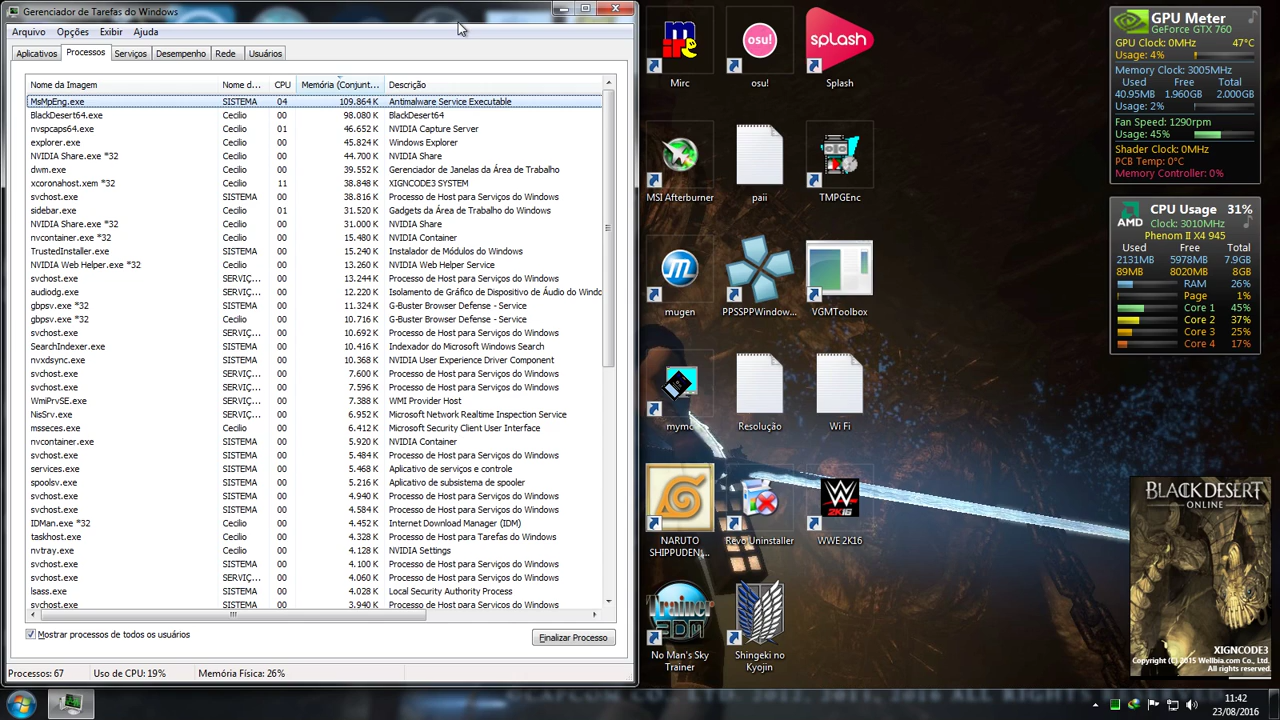 Gerenciador de Tarefas do Windows
Arquivo Opções Exibir Ajuda
Aplicativos Processos Serviços Desempenho Rede Usuários
Nome da Imagem Nome d... CPU Memória (Conjunt... Descrição
MsMpEng.exe SISTEMA 04 109.864 K Antimalware Service Executable
BlackDesert64.exe Cecilio 00 98.080 K BlackDesert64
nvspcaps64.exe Cecilio 01 46.652 K NVIDIA Capture Server
explorer.exe Cecilio 00 45.824 K Windows Explorer
NVIDIA Share.exe *32 Cecilio 00 44.700 K NVIDIA Share
dwm.exe Cecilio 00 39.552 K Gerenciador de Janelas da Área de Trabalho
xcoronahost.xem *32 Cecilio 11 38.848 K XIGNCODE3 SYSTEM
svchost.exe SISTEMA 00 38.816 K Processo de Host para Serviços do Windows
sidebar.exe Cecilio 01 31.520 K Gadgets da Área de Trabalho do Windows
NVIDIA Share.exe *32 Cecilio 00 31.000 K NVIDIA Share
nvcontainer.exe *32 Cecilio 00 15.480 K NVIDIA Container
TrustedInstaller.exe SISTEMA 00 15.240 K Instalador de Módulos do Windows
NVIDIA Web Helper.exe *32 Cecilio 00 13.260 K NVIDIA Web Helper Service
svchost.exe SERVIÇ... 00 13.244 K Processo de Host para Serviços do Windows
audiodg.exe SERVIÇ... 00 12.220 K Isolamento de Gráfico de Dispositivo de Áudio do Windc
gbpsv.exe *32 SISTEMA 00 11.324 K G-Buster Browser Defense - Service
gbpsv.exe *32 Cecilio 00 10.716 K G-Buster Browser Defense - Service
svchost.exe SERVIÇ... 00 10.692 K Processo de Host para Serviços do Windows
SearchIndexer.exe SISTEMA 00 10.416 K Indexador do Microsoft Windows Search
nvxdsync.exe SISTEMA 00 10.368 K NVIDIA User Experience Driver Component
svchost.exe SERVIÇ... 00 7.600 K Processo de Host para Serviços do Windows
svchost.exe SERVIÇ... 00 7.596 K Processo de Host para Serviços do Windows
WmiPrvSE.exe SISTEMA 00 7.388 K WMI Provider Host
NisSrv.exe SERVIÇ... 00 6.952 K Microsoft Network Realtime Inspection Service
msseces.exe Cecilio 00 6.412 K Microsoft Security Client User Interface
nvcontainer.exe SISTEMA 00 5.920 K NVIDIA Container
svchost.exe SISTEMA 00 5.484 K Processo de Host para Serviços do Windows
services.exe SISTEMA 00 5.468 K Aplicativo de serviços e controle
spoolsv.exe SISTEMA 00 5.216 K Aplicativo de subsistema de spooler
svchost.exe SISTEMA 00 4.940 K Processo de Host para Serviços do Windows
svchost.exe SISTEMA 00 4.584 K Processo de Host para Serviços do Windows
IDMan.exe *32 Cecilio 00 4.452 K Internet Download Manager (IDM)
taskhost.exe Cecilio 00 4.328 K Processo de Host para Tarefas do Windows
nvtray.exe Cecilio 00 4.128 K NVIDIA Settings
svchost.exe SISTEMA 00 4.100 K Processo de Host para Serviços do Windows
svchost.exe SERVIÇ... 00 4.060 K Processo de Host para Serviços do Windows
lsass.exe SISTEMA 00 4.028 K Local Security Authority Process
svchost.exe SISTEMA 00 3.940 K Processo de Host para Serviços do Windows
Mostrar processos de todos os usuários
Finalizar Processo
Processos: 67 Uso de CPU: 19% Memória Física: 26%
Mirc osu! Splash
MSI Afterburner paii TMPGEnc
mugen PPSSPPWindow... VGMToolbox
Resolução Wi Fi
NARUTO SHIPPUDEN:... Revo Uninstaller WWE 2K16
No Man's Sky Trainer Shingeki no Kyojin
GPU Meter
GeForce GTX 760
GPU Clock: 0MHz 47°C
Usage: 4%
Memory Clock: 3005MHz
Used Free Total
40.95MB 1.960GB 2.000GB
Usage: 2%
Fan Speed: 1290rpm
Usage: 45%
Shader Clock: 0MHz
PCB Temp: 0°C
Memory Controller: 0%
AMD
CPU Usage 31%
Clock: 3010MHz
Phenom II X4 945
Used Free Total
2131MB 5978MB 7.9GB
89MB 8020MB 8GB
RAM 26%
Page 1%
Core 1 45%
Core 2 37%
Core 3 25%
Core 4 17%
BLACK DESERT
ONLINE
XIGNCODE3
Copyright (C) 2015 Wellbia.com Co., Ltd.
All rights reserved.
11:42
23/08/2016